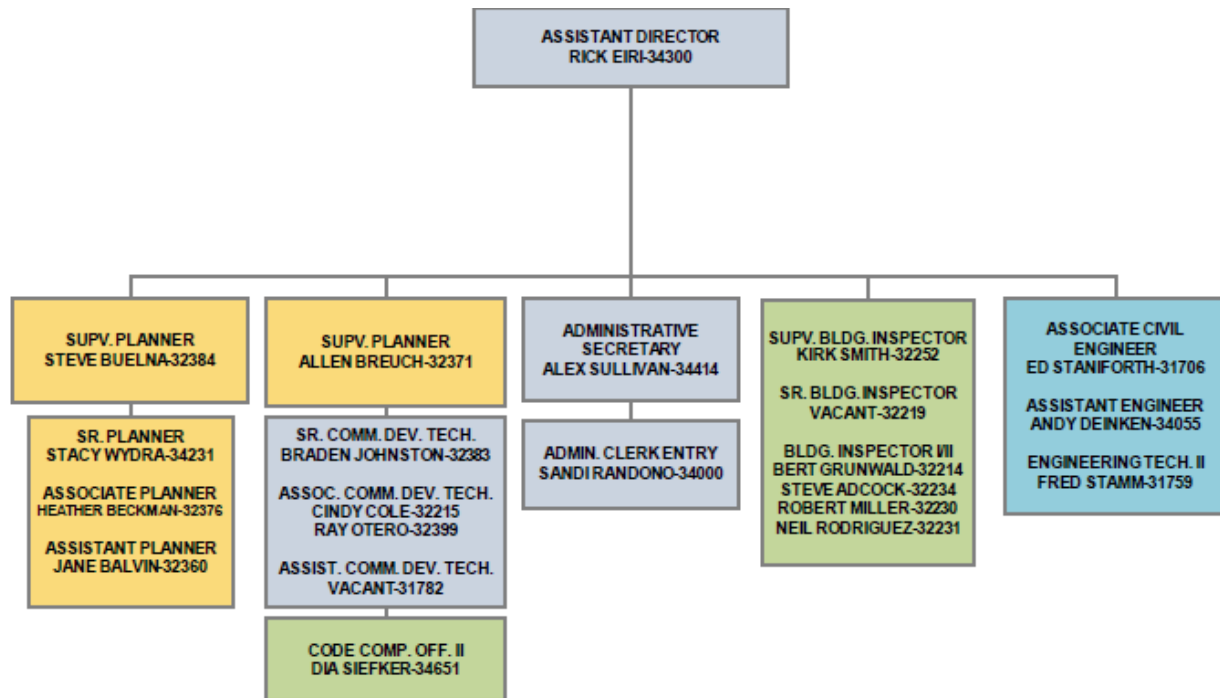 ASSISTANT DIRECTOR
RICK EIRI-34300
SUPV. PLANNER
STEVE BUELNA-32384
SR. PLANNER
STACY WYDRA-34231
ASSOCIATE PLANNER
HEATHER BECKMAN-32376
ASSISTANT PLANNER
JANE BALVIN-32360
SUPV. PLANNER
ALLEN BREUCH-32371
SR. COMM. DEV. TECH.
BRADEN JOHNSTON-32383
ASSOC. COMM. DEV. TECH.
CINDY COLE-32215
RAY OTERO-32399
ASSIST. COMM. DEV. TECH.
VACANT-31782
CODE COMP. OFF. II
DIA SIEFKER-34651
ADMINISTRATIVE
SECRETARY
ALEX SULLIVAN-34414
ADMIN. CLERK ENTRY
SANDI RANDONO-34000
SUPV. BLDG. INSPECTOR
KIRK SMITH-32252
SR. BLDG. INSPECTOR
VACANT-32219
BLDG. INSPECTOR I/II
BERT GRUNWALD-32214
STEVE ADCOCK-32234
ROBERT MILLER-32230
NEIL RODRIGUEZ-32231
ASSOCIATE CIVIL
ENGINEER
ED STANIFORTH-31706
ASSISTANT ENGINEER
ANDY DEINKEN-34055
ENGINEERING TECH. II
FRED STAMM-31759